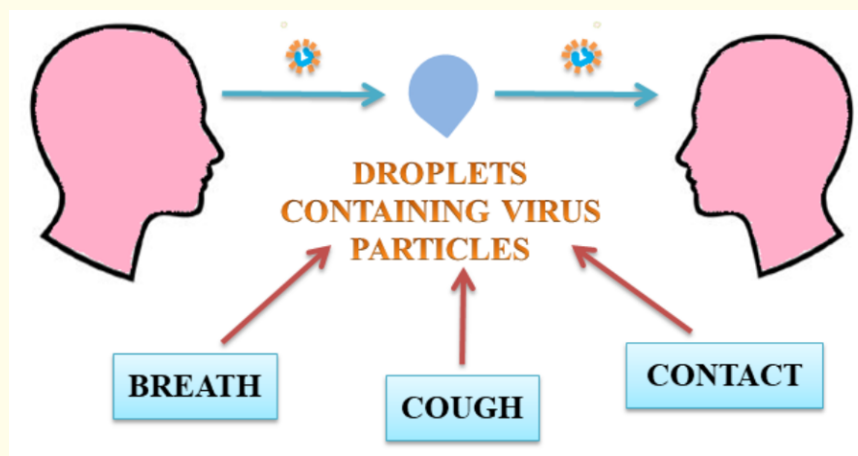 DROPLETS
CONTAINING VIRUS
PARTICLES
BREATH
COUGH
CONTACT